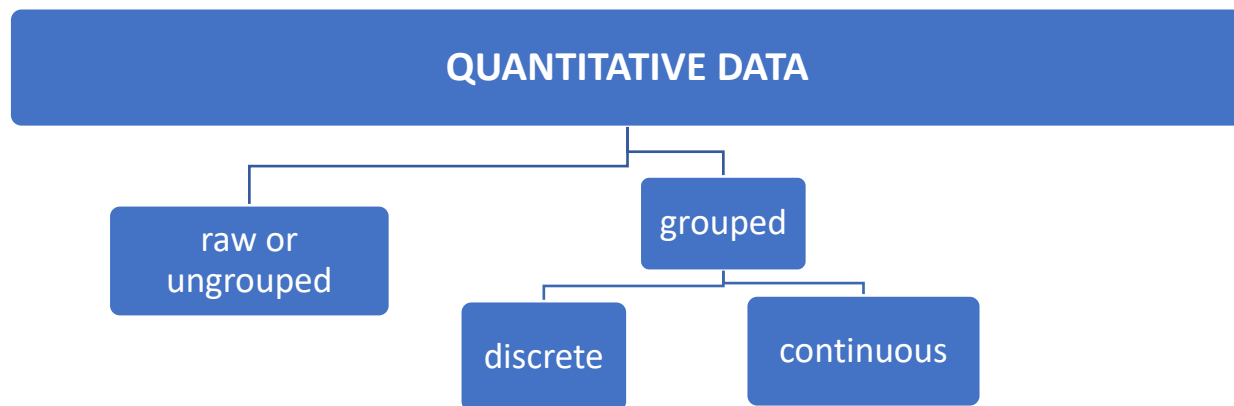 QUANTITATIVE DATA
raw or
ungrouped
grouped
discrete
continuous